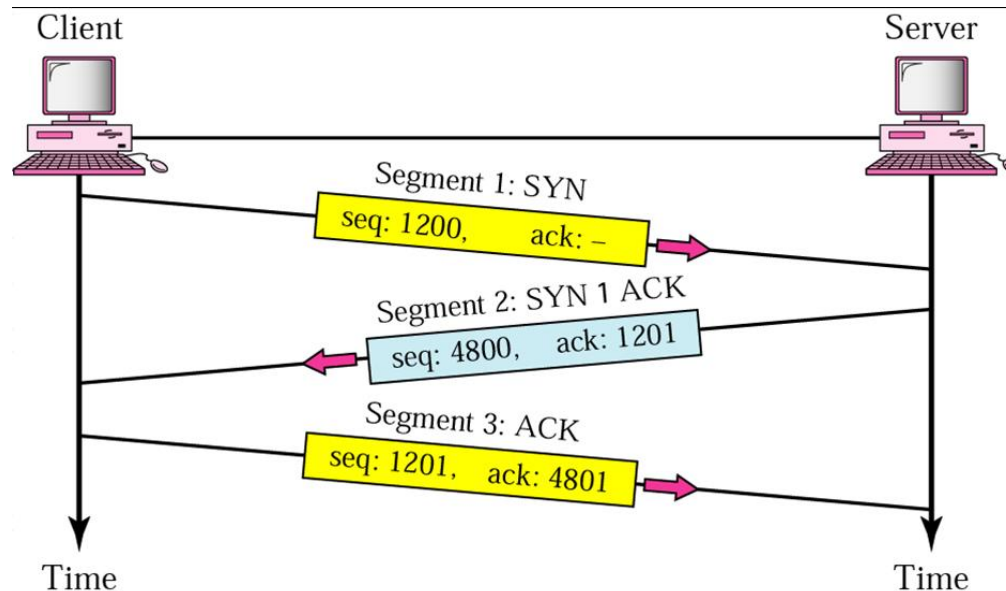 Client
Server
Segment 1: SYN
seq: 1200, ack: –
Segment 2: SYN 1 ACK
seq: 4800, ack: 1201
Segment 3: ACK
seq: 1201, ack: 4801
Time
Time